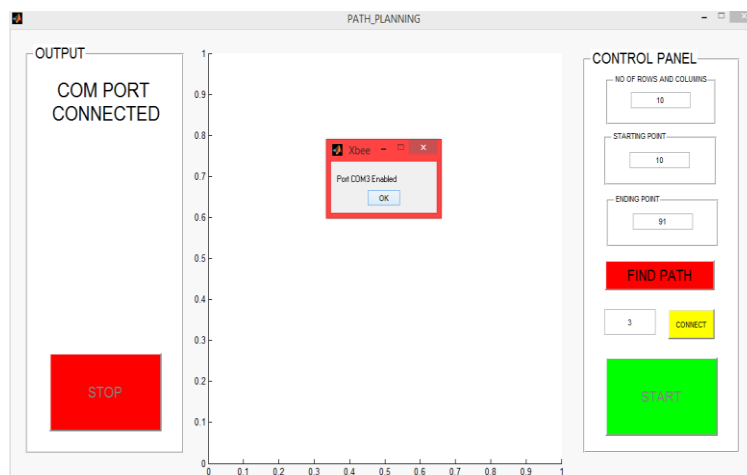 PATH_PLANNING
OUTPUT
COM PORT
CONNECTED
STOP
1
0.9
0.8
0.7
0.6
0.5
0.4
0.3
0.2
0.1
0
0 0.1 0.2 0.3 0.4 0.5 0.6 0.7 0.8 0.9 1
Xbee
Port COM3 Enabled
OK
CONTROL PANEL
NO OF ROWS AND COLUMNS
10
STARTING POINT
10
ENDING POINT
91
FIND PATH
3 CONNECT
START